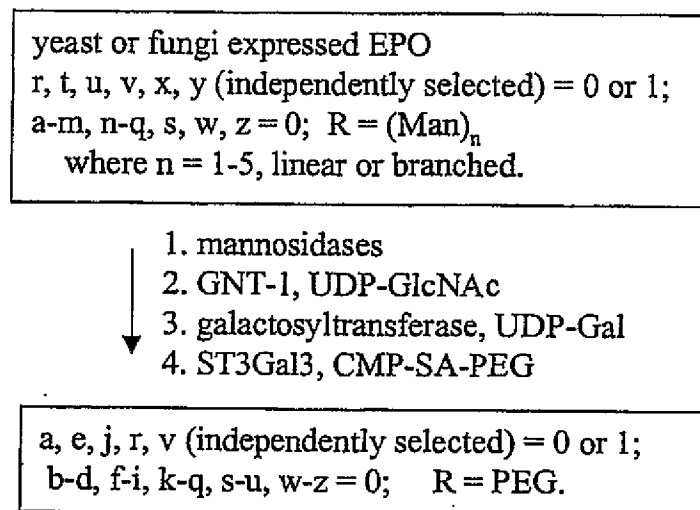 yeast or fungi expressed EPO
r, t, u, v, x, y (independently selected) = 0 or 1;
a-m, n-q, s, w, z = 0; R = (Man)n
where n = 1-5, linear or branched.
1. mannosidases
2. GNT-1, UDP-GlcNAc
3. galactosyltransferase, UDP-Gal
4. ST3Gal3, CMP-SA-PEG
a, e, j, r, v (independently selected) = 0 or 1;
b-d, f-i, k-q, s-u, w-z = 0; R = PEG.